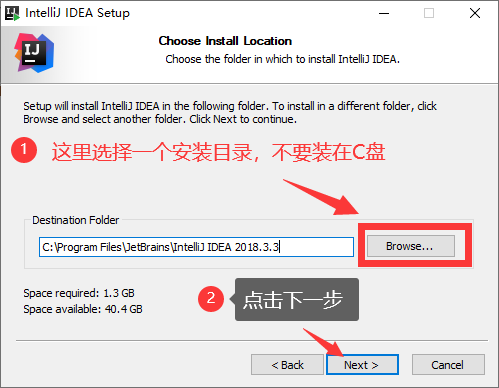 IntelliJ IDEA Setup
IJ
Choose Install Location
Choose the folder in which to install IntelliJ IDEA.
Setup will install IntelliJ IDEA in the following folder. To install in a different folder, click
Browse and select another folder. Click Next to continue.
1 这里选择一个安装目录，不要装在C盘
Destination Folder
C:\Program Files\JetBrains\IntelliJ IDEA 2018.3.3
Browse...
Space required: 1.3 GB
Space available: 40.4 GB
2 点击下一步
< Back
Next >
Cancel